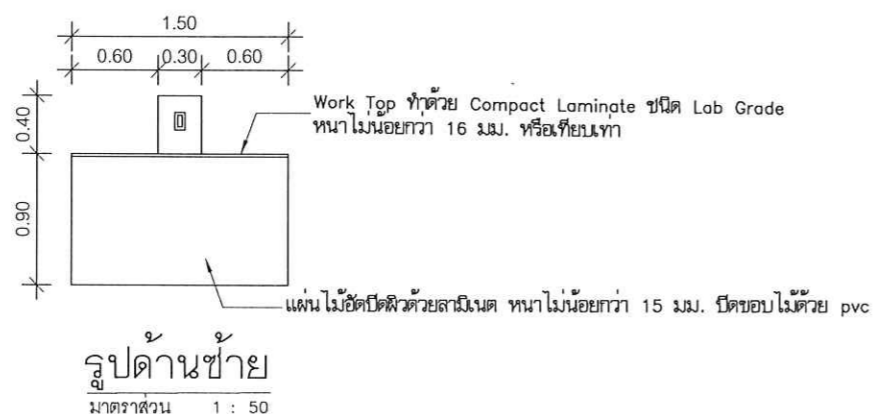 1.50
0.60 0.30 0.60
0.40
0.90
Work Top ทำด้วย Compact Laminate ชนิด Lab Grade
หนาไม่น้อยกว่า 16 มม. หรือเทียบเท่า
แผ่นไม้อัดปิดผิวด้วยลามิเนต หนาไม่น้อยกว่า 15 มม. ปิดขอบไม้ด้วย pvc
รูปด้านซ้าย
มาตราส่วน 1 : 50